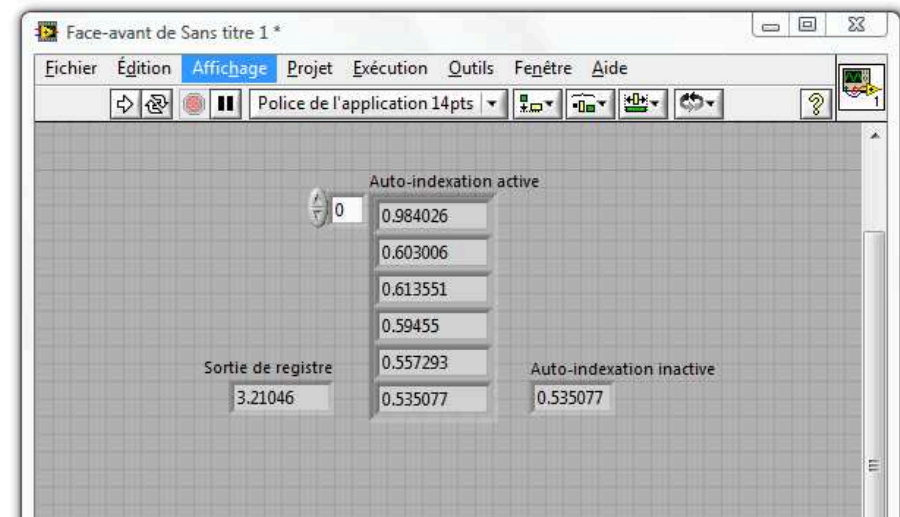 Face-avant de Sans titre 1 *
Fichier Édition Affichage Projet Exécution Outils Fenêtre Aide
Police de l'application 14pts
1
Auto-indexation active
0
0.984026
0.603006
0.613551
0.59455
0.557293
0.535077
Sortie de registre
3.21046
Auto-indexation inactive
0.535077